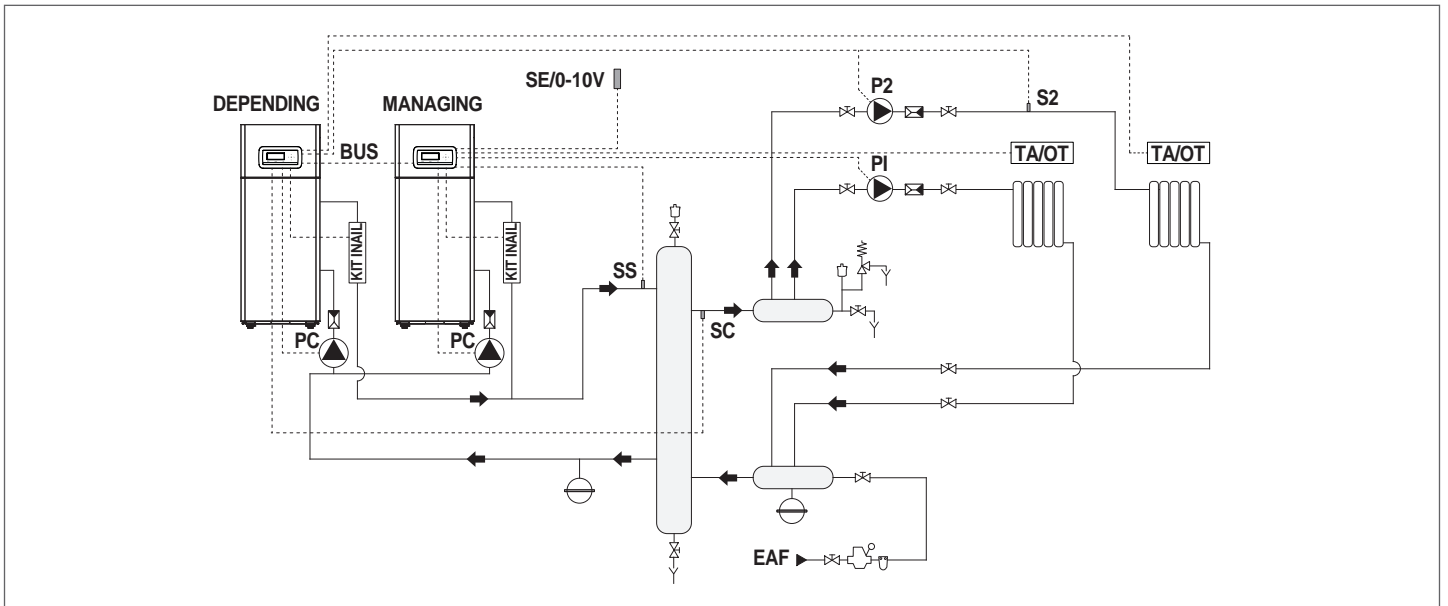 SE/0-10V
P2
S2
DEPENDING
MANAGING
BUS
TA/OT
TA/OT
PI
KIT INAIL
KIT INAIL
SS
SC
PC
PC
EAF